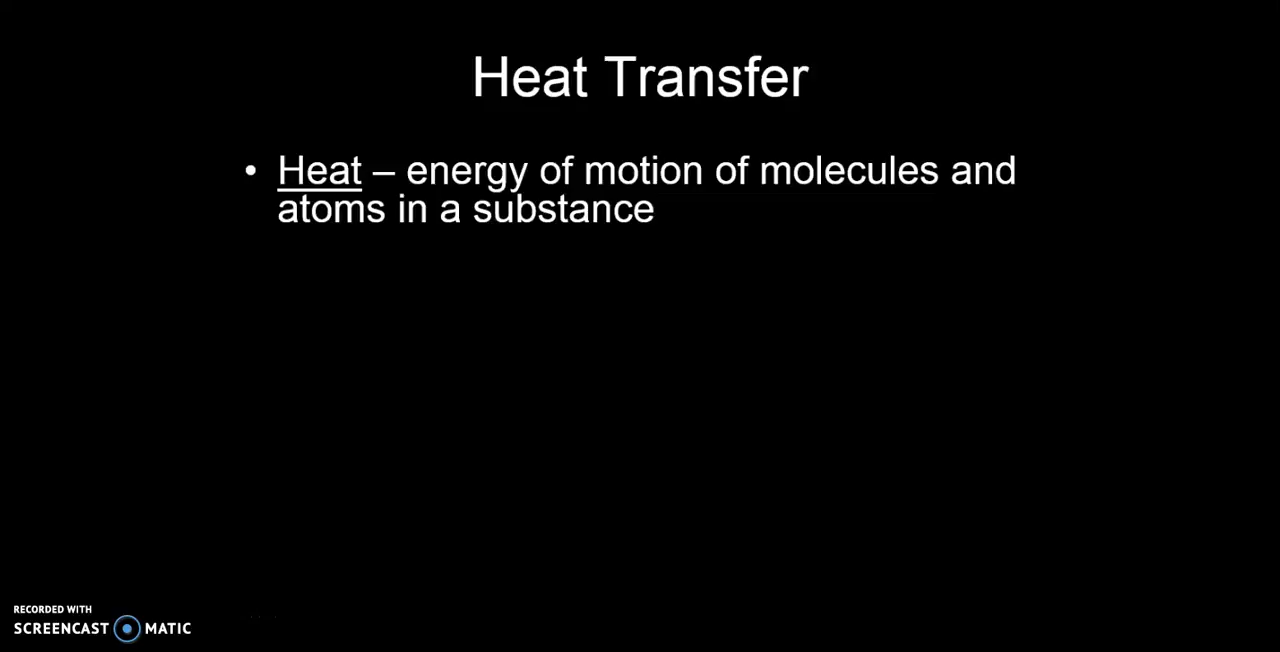 Heat Transfer
• Heat – energy of motion of molecules and
atoms in a substance
RECORDED WITH
SCREENCAST MATIC